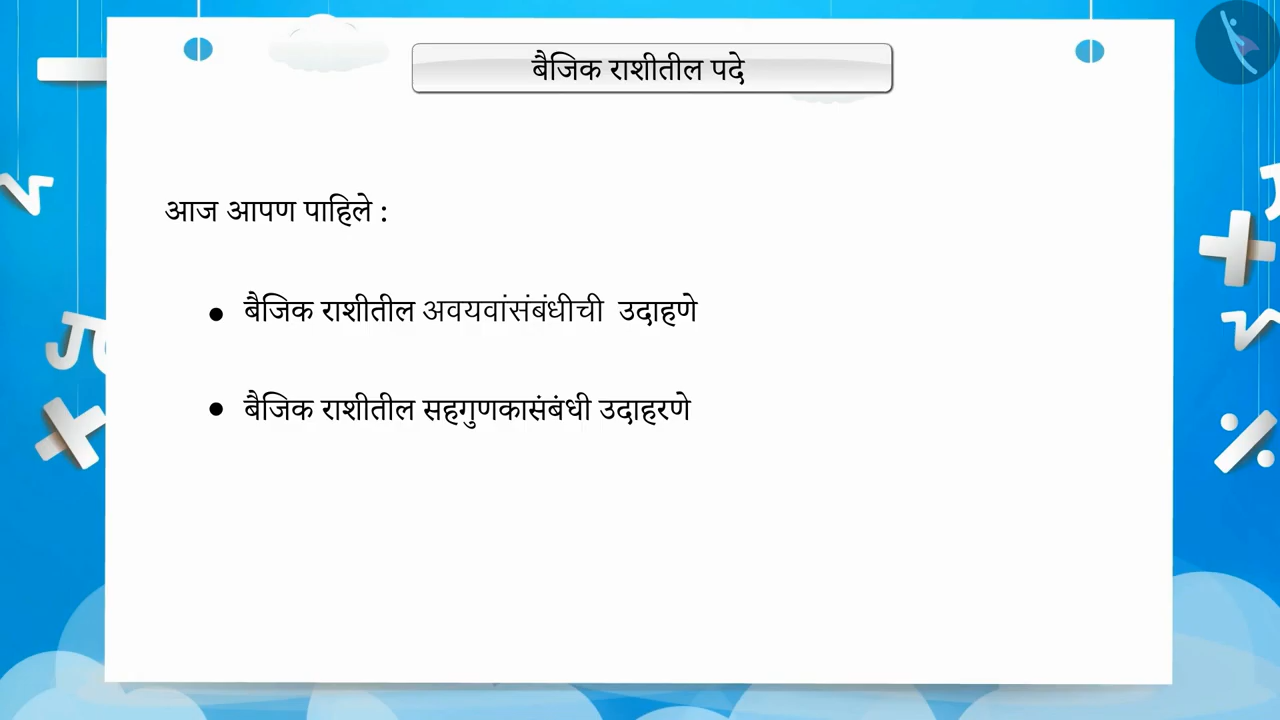 बैजिक राशीतील पदे
आज आपण पाहिले :
• बैजिक राशीतील अवयवांसंबंधीची उदाहणे
• बैजिक राशीतील सहगुणकासंबंधी उदाहरणे